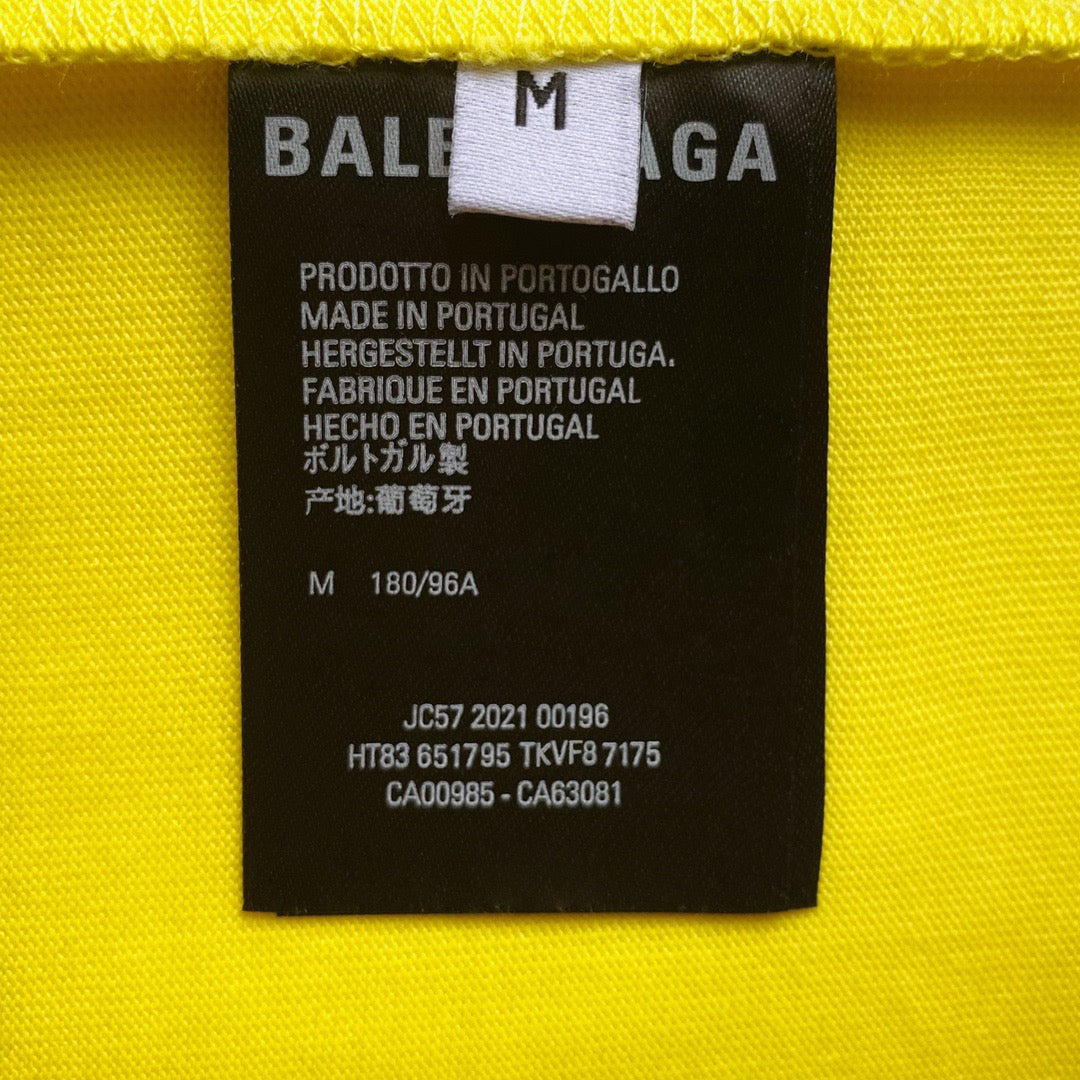 M
BALE AGA
PRODOTTO IN PORTOGALLO
MADE IN PORTUGAL
HERGESTELLT IN PORTUGA.
FABRIQUE EN PORTUGAL
HECHO EN PORTUGAL
ボルトガル製
产地:葡萄牙
M 180/96A
JC57 2021 00196
HT83 651795 TKVF8 7175
CA00985 - CA63081